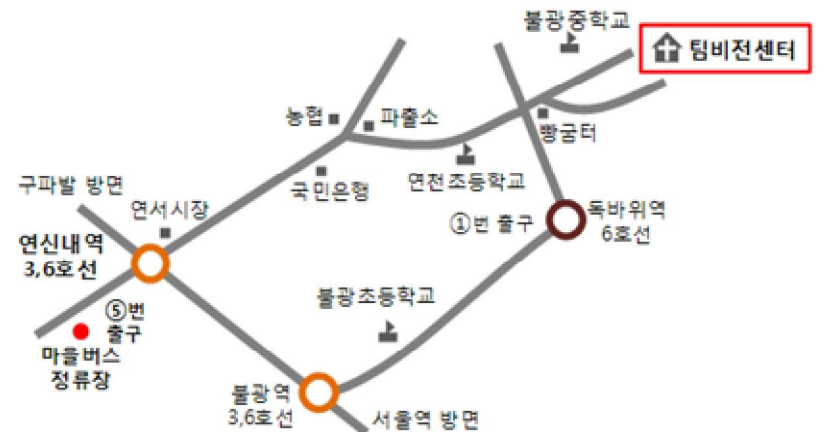 불광중학교
팀비전센터
농협
파출소
빵굼터
국민은행
연천초등학교
구파발 방면
연서시장
①번 출구
독바위역
6호선
연신내역
3,6호선
⑤번
출구
불광초등학교
마을버스
정류장
불광역
3,6호선
서울역 방면